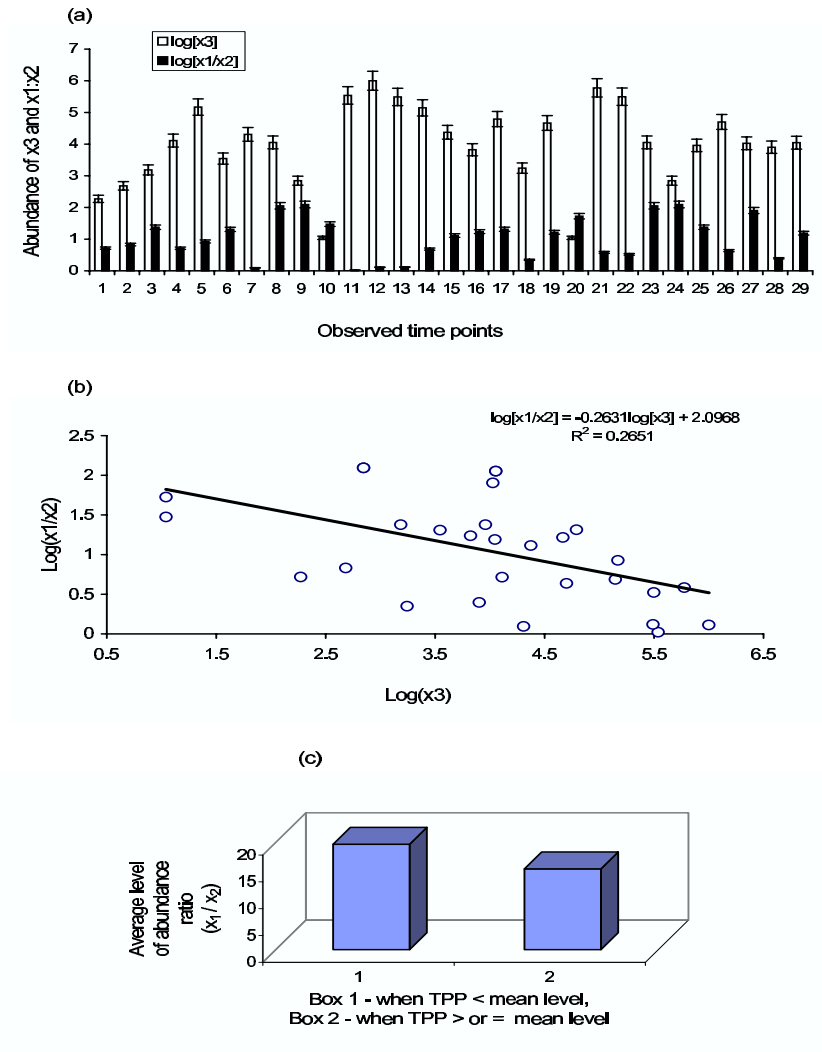 (a)
log[x3]
log[x1/x2]
Abundance of x3 and x1:x2
7
6
5
4
3
2
1
0
1 2 3 4 5 6 7 8 9 10 11 12 13 14 15 16 17 18 19 20 21 22 23 24 25 26 27 28 29
Observed time points
(b)
log[x1/x2] = -0.2631log[x3] + 2.0968
R² = 0.2651
Log(x1/x2)
2.5
2
1.5
1
0.5
0
0.5 1.5 2.5 3.5 4.5 5.5 6.5
Log(x3)
(c)
Average level
of abundance
ratio
(x₁ / x₂)
20
15
10
5
0
1 2
Box 1 - when TPP < mean level,
Box 2 - when TPP > or = mean level